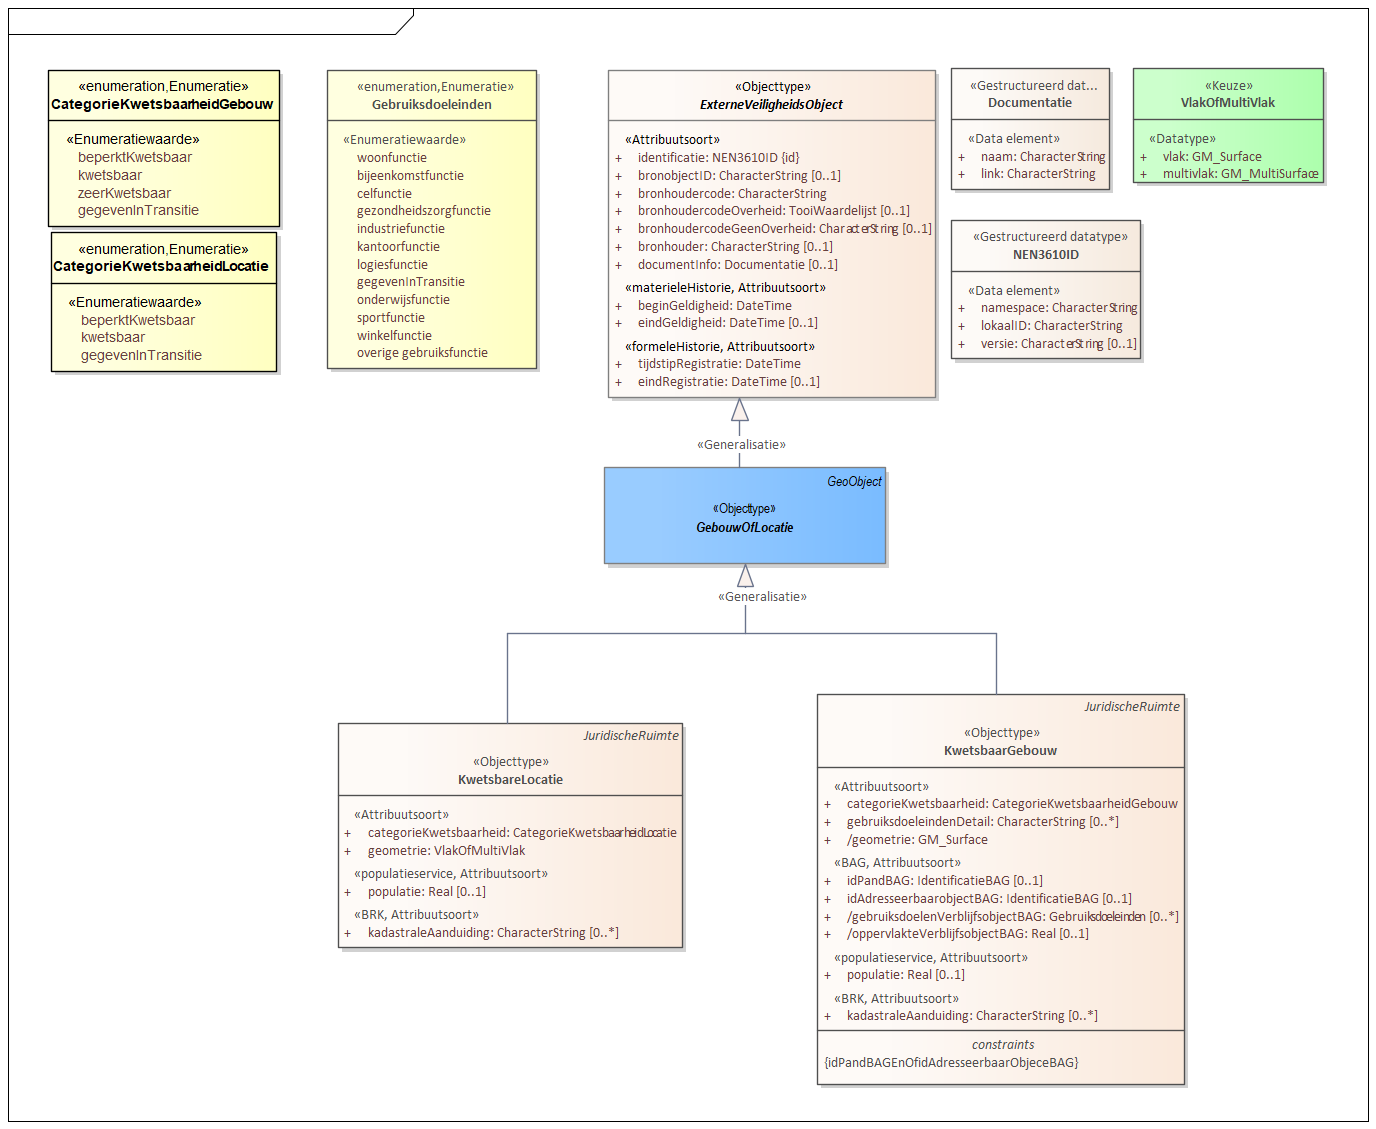 «enumeration,Enumeratie»
CategorieKwetsbaarheidGebouw
«Enumeratiewaarde»
beperktKwetsbaar
kwetsbaar
zeerKwetsbaar
gegevenInTransitie
«enumeration,Enumeratie»
CategorieKwetsbaarheidLocatie
«Enumeratiewaarde»
beperktKwetsbaar
kwetsbaar
gegevenInTransitie
«enumeration,Enumeratie»
Gebruiksdoeleinden
«Enumeratiewaarde»
woonfunctie
bijeenkomstfunctie
celfunctie
gezondheidszorgfunctie
industriefunctie
kantoorfunctie
logiesfunctie
gegevenInTransitie
onderwijsfunctie
sportfunctie
winkelfunctie
overige gebruiksfunctie
«Objecttype»
ExterneVeiligheidsObject
«Attribuutsoort»
+ identificatie: NEN3610ID {id}
+ bronobjectID: CharacterString [0..1]
+ bronhoudercode: CharacterString
+ bronhoudercodeOverheid: TooiWaardelijst [0..1]
+ bronhoudercodeGeenOverheid: CharacterString [0..1]
+ bronhouder: CharacterString [0..1]
+ documentInfo: Documentatie [0..1]
«materieleHistorie, Attribuutsoort»
+ beginGeldigheid: DateTime
+ eindGeldigheid: DateTime [0..1]
«formeleHistorie, Attribuutsoort»
+ tijdstipRegistratie: DateTime
+ eindRegistratie: DateTime [0..1]
«Gestructureerd dat...
Documentatie
«Data element»
+ naam: CharacterString
+ link: CharacterString
«Keuze»
VlakOfMultiVlak
«Datatype»
+ vlak: GM_Surface
+ multivlak: GM_MultiSurface
«Gestructureerd datatype»
NEN3610ID
«Data element»
+ namespace: CharacterString
+ lokaalID: CharacterString
+ versie: CharacterString [0..1]
«Generalisatie»
GeoObject
«Objecttype»
GebouwOfLocatie
«Generalisatie»
JuridischeRuimte
«Objecttype»
KwetsbareLocatie
«Attribuutsoort»
+ categorieKwetsbaarheid: CategorieKwetsbaarheidLocatie
+ geometrie: VlakOfMultiVlak
«populatieservice, Attribuutsoort»
+ populatie: Real [0..1]
«BRK, Attribuutsoort»
+ kadastraleAanduiding: CharacterString [0..*]
JuridischeRuimte
«Objecttype»
KwetsbaarGebouw
«Attribuutsoort»
+ categorieKwetsbaarheid: CategorieKwetsbaarheidGebouw
+ gebruiksdoeleindenDetail: CharacterString [0..*]
+ /geometrie: GM_Surface
«BAG, Attribuutsoort»
+ idPandBAG: IdentificatieBAG [0..1]
+ idAdresseerbaarobjectBAG: IdentificatieBAG [0..1]
+ /gebruiksdoelenVerblijfsobjectBAG: Gebruiksdoeleinden [0..*]
+ /oppervlakteVerblijfsobjectBAG: Real [0..1]
«populatieservice, Attribuutsoort»
+ populatie: Real [0..1]
«BRK, Attribuutsoort»
+ kadastraleAanduiding: CharacterString [0..*]
constraints
{idPandBAGEnOfidAdresseerbaarObjeceBAG}